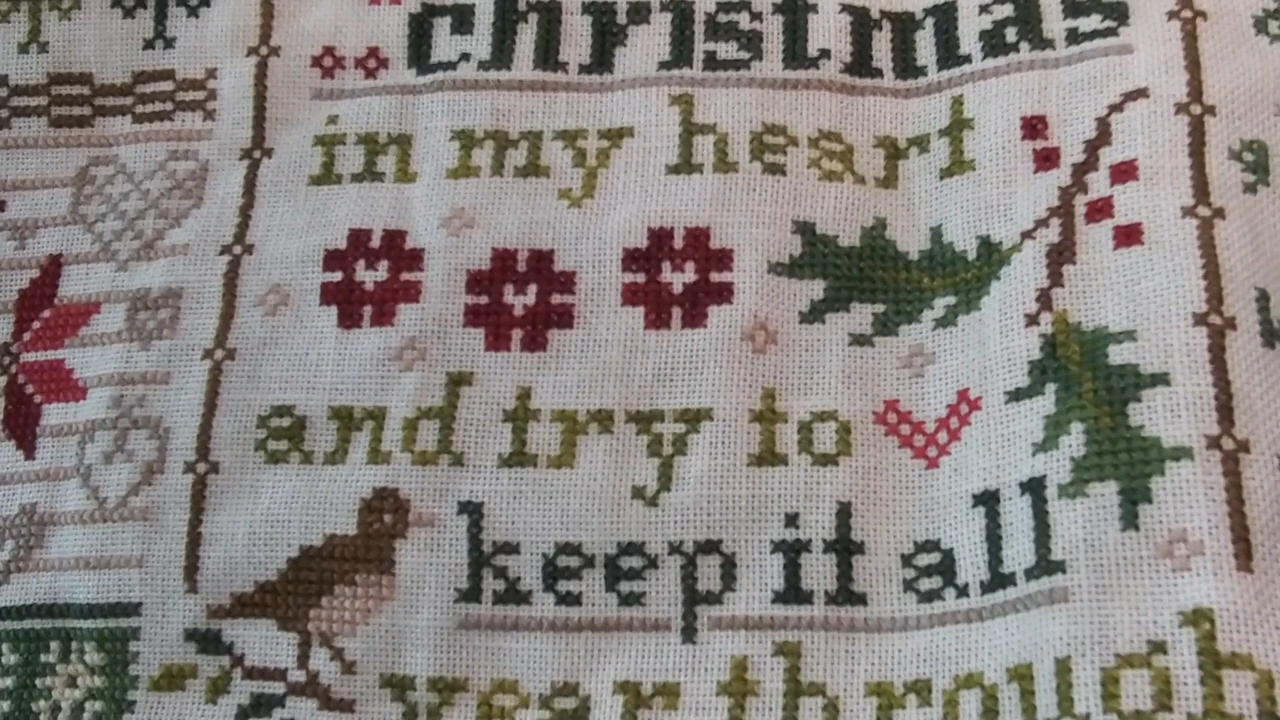 christmas
in my heart
and try to
keep it all
year through